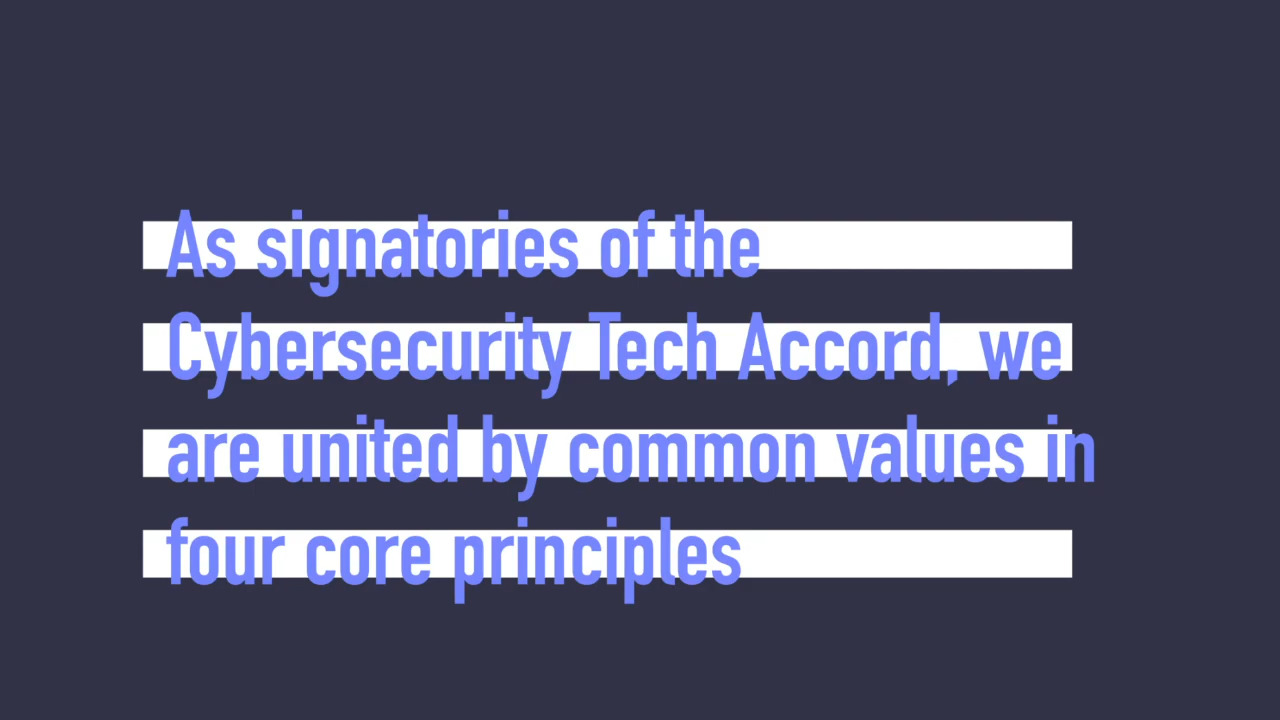 As signatories of the
Cybersecurity Tech Accord, we
are united by common values in
four core principles